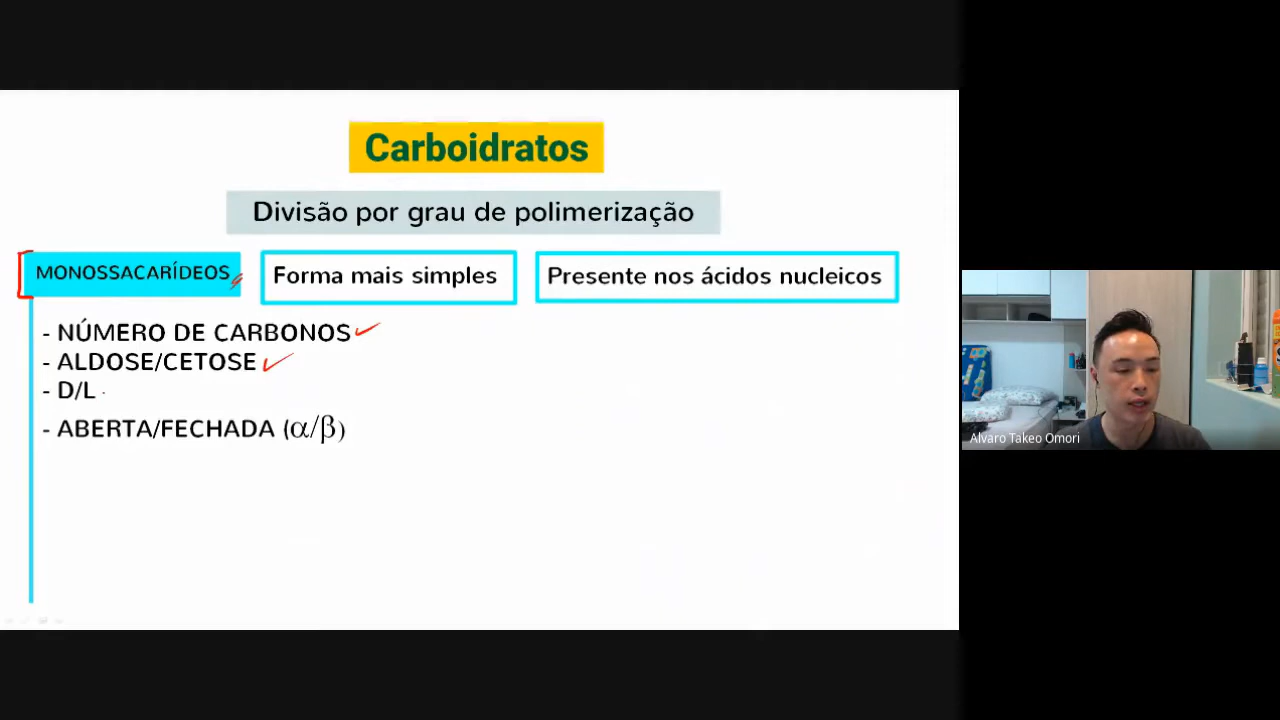 Carboidratos
Divisão por grau de polimerização
MONOSSACARÍDEOS
Forma mais simples
Presente nos ácidos nucleicos
- NÚMERO DE CARBONOS
- ALDOSE/CETOSE
- D/L
- ABERTA/FECHADA (α/β)
Alvaro Takeo Omori